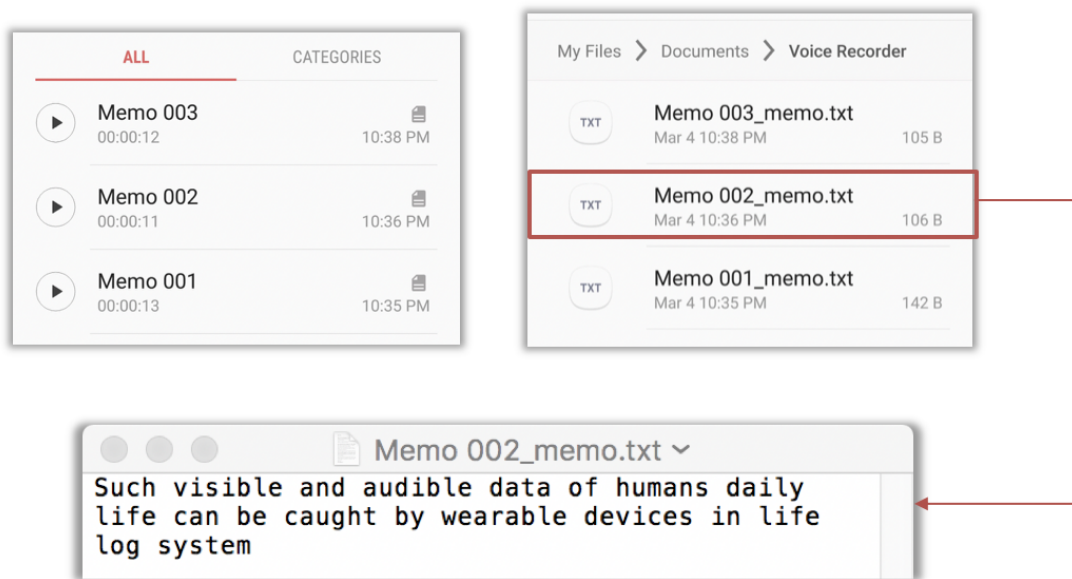 ALL CATEGORIES
Memo 003
00:00:12 10:38 PM
Memo 002
00:00:11 10:36 PM
Memo 001
00:00:13 10:35 PM
My Files > Documents > Voice Recorder
TXT Memo 003_memo.txt
Mar 4 10:38 PM 105 B
TXT Memo 002_memo.txt
Mar 4 10:36 PM 106 B
TXT Memo 001_memo.txt
Mar 4 10:35 PM 142 B
Memo 002_memo.txt
Such visible and audible data of humans daily
life can be caught by wearable devices in life
log system